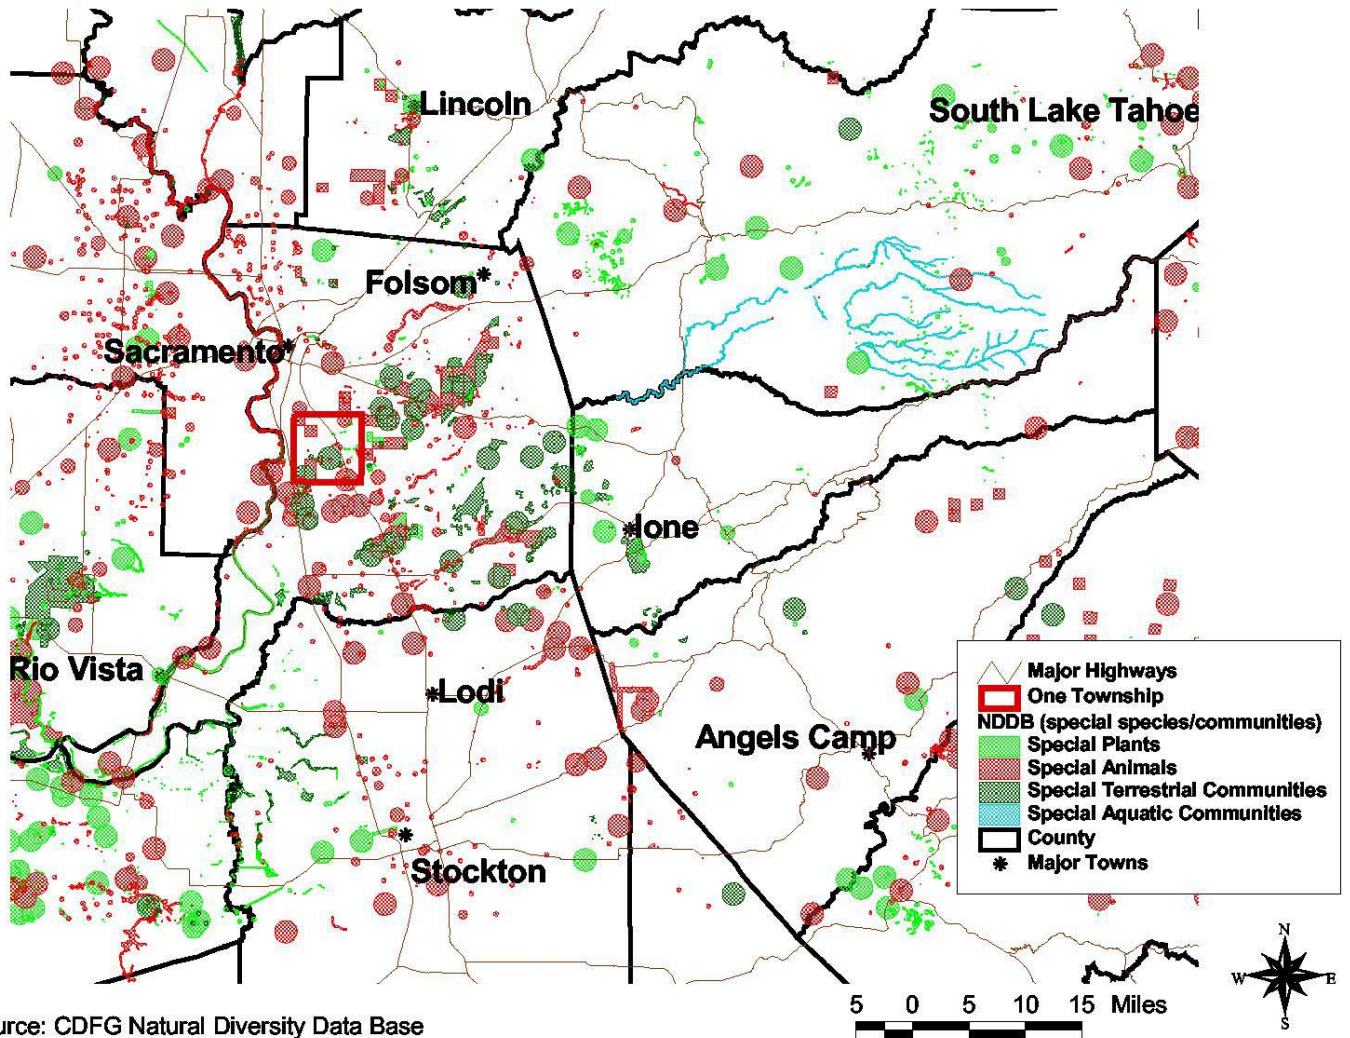 Lincoln
South Lake Tahoe
Folsom
Sacramento
Ione
Rio Vista
Lodi
Angels Camp
Stockton
Major Highways
One Township
NDDB (special species/communities)
Special Plants
Special Animals
Special Terrestrial Communities
Special Aquatic Communities
County
Major Towns
N
W E
S
5 0 5 10 15 Miles
urce: CDFG Natural Diversity Data Base